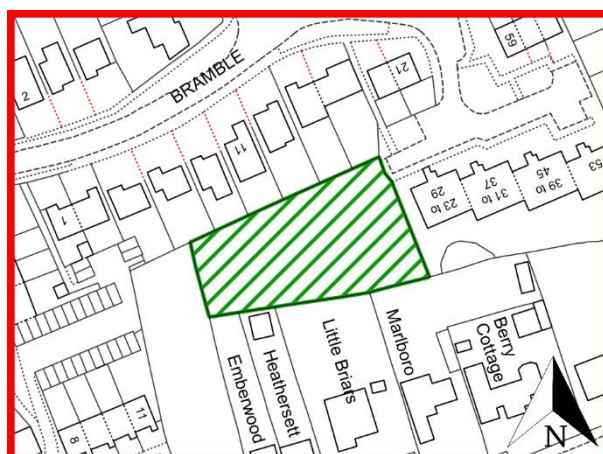 2
59
BRAMBLE
21
11
53
39 to
45
31 to
37
23 to
29
1
Marlboro
Berry
Cottage
Little Briars
Heathersett
Emberwood
11
8
N